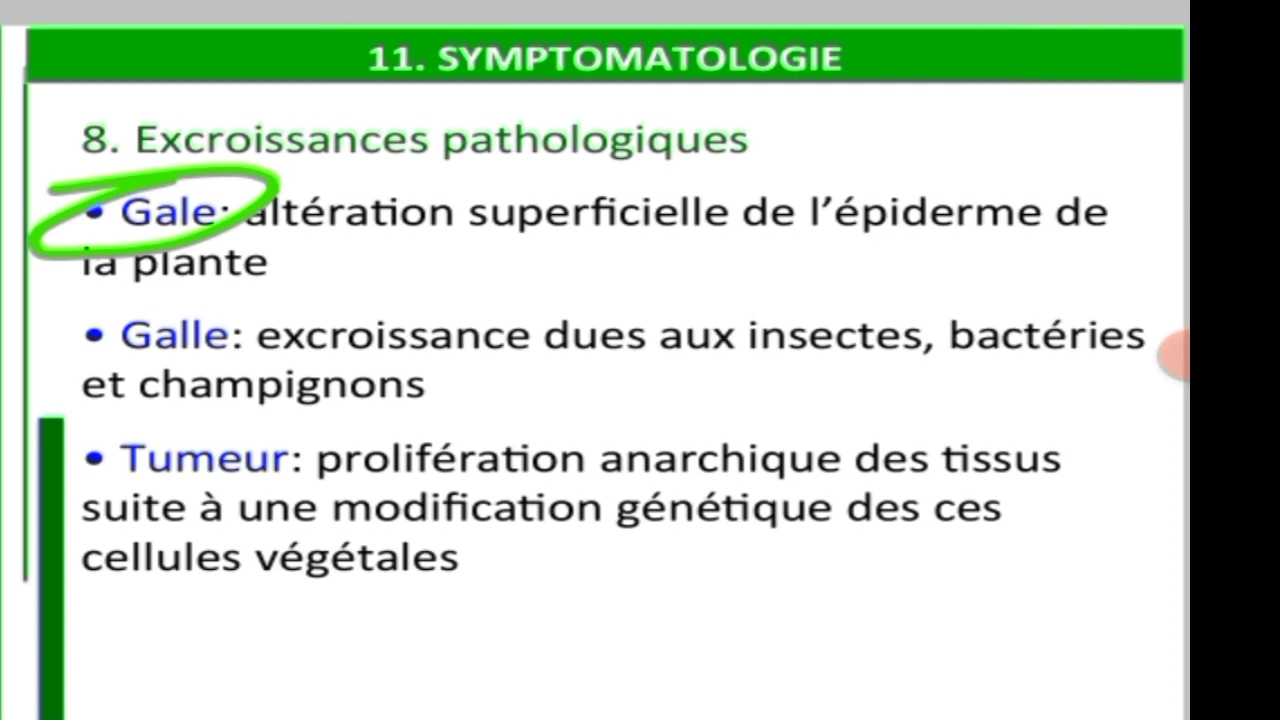 11. SYMPTOMATOLOGIE
8. Excroissances pathologiques
• Gale: altération superficielle de l’épiderme de
la plante
• Galle: excroissance dues aux insectes, bactéries
et champignons
• Tumeur: prolifération anarchique des tissus
suite à une modification génétique des ces
cellules végétales